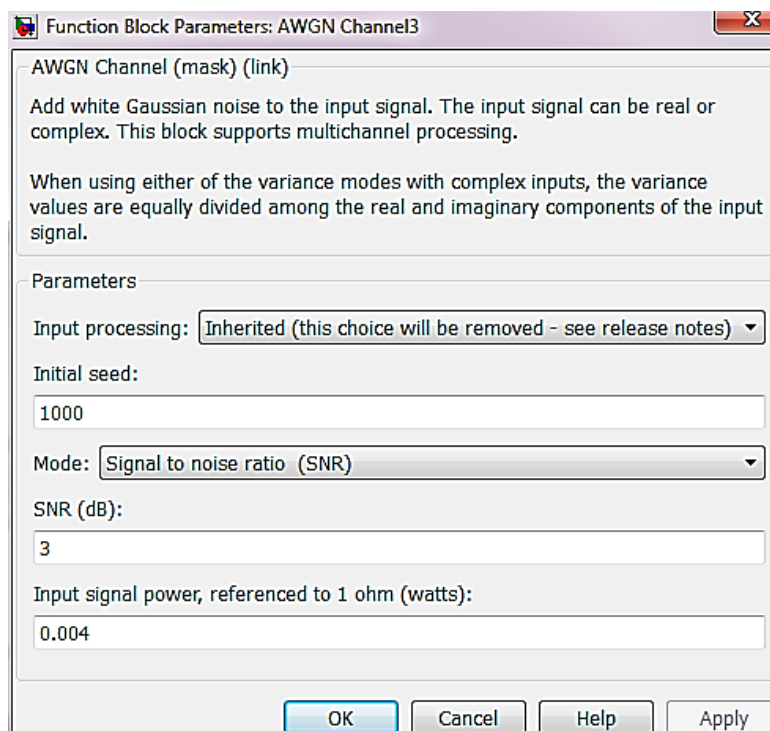 Function Block Parameters: AWGN Channel3
AWGN Channel (mask) (link)
Add white Gaussian noise to the input signal. The input signal can be real or
complex. This block supports multichannel processing.
When using either of the variance modes with complex inputs, the variance
values are equally divided among the real and imaginary components of the input
signal.
Parameters
Input processing: Inherited (this choice will be removed - see release notes)
Initial seed:
1000
Mode: Signal to noise ratio (SNR)
SNR (dB):
3
Input signal power, referenced to 1 ohm (watts):
0.004
OK Cancel Help Apply